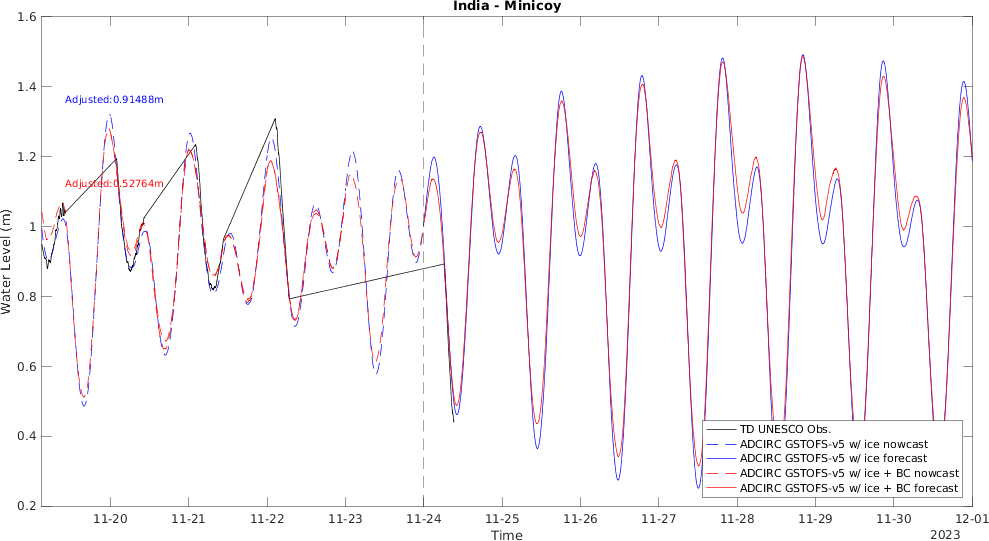 India - Minicoy
1.6
1.4
1.2
1
0.8
0.6
0.4
0.2
Water Level (m)
Adjusted:0.91488m
Adjusted:0.52764m
TD UNESCO Obs.
ADCIRC GSTOFS-v5 w/ ice nowcast
ADCIRC GSTOFS-v5 w/ ice forecast
ADCIRC GSTOFS-v5 w/ ice + BC nowcast
ADCIRC GSTOFS-v5 w/ ice + BC forecast
11-20 11-21 11-22 11-23 11-24 11-25 11-26 11-27 11-28 11-29 11-30 12-01
Time
2023